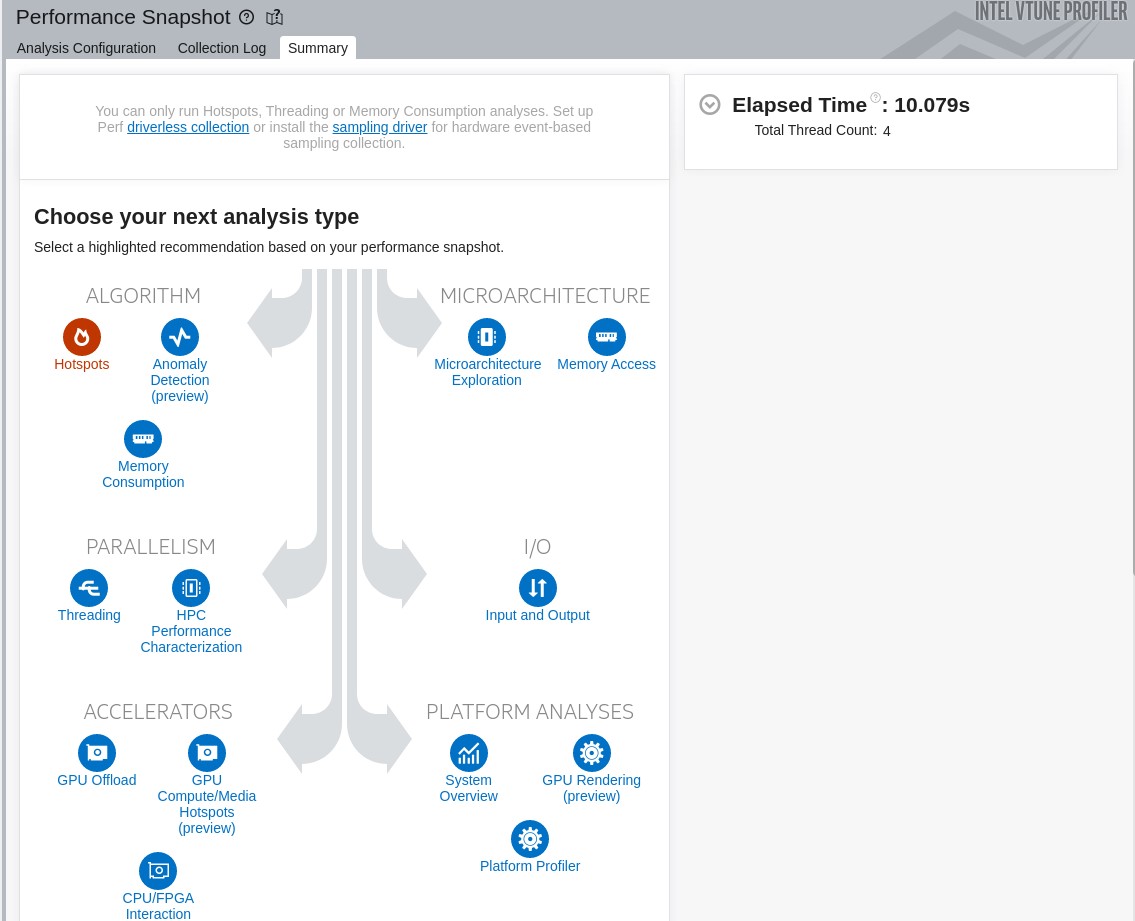 Performance Snapshot
INTEL VTUNE PROFILER
Analysis Configuration
Collection Log
Summary
You can only run Hotspots, Threading or Memory Consumption analyses. Set up
Perf driverless collection or install the sampling driver for hardware event-based
sampling collection.
Elapsed Time : 10.079s
Total Thread Count: 4
Choose your next analysis type
Select a highlighted recommendation based on your performance snapshot.
ALGORITHM
Hotspots
Anomaly
Detection
(preview)
Memory
Consumption
MICROARCHITECTURE
Microarchitecture
Exploration
Memory Access
PARALLELISM
Threading
HPC
Performance
Characterization
I/O
Input and Output
ACCELERATORS
GPU Offload
GPU
Compute/Media
Hotspots
(preview)
CPU/FPGA
Interaction
PLATFORM ANALYSES
System
Overview
GPU Rendering
(preview)
Platform Profiler